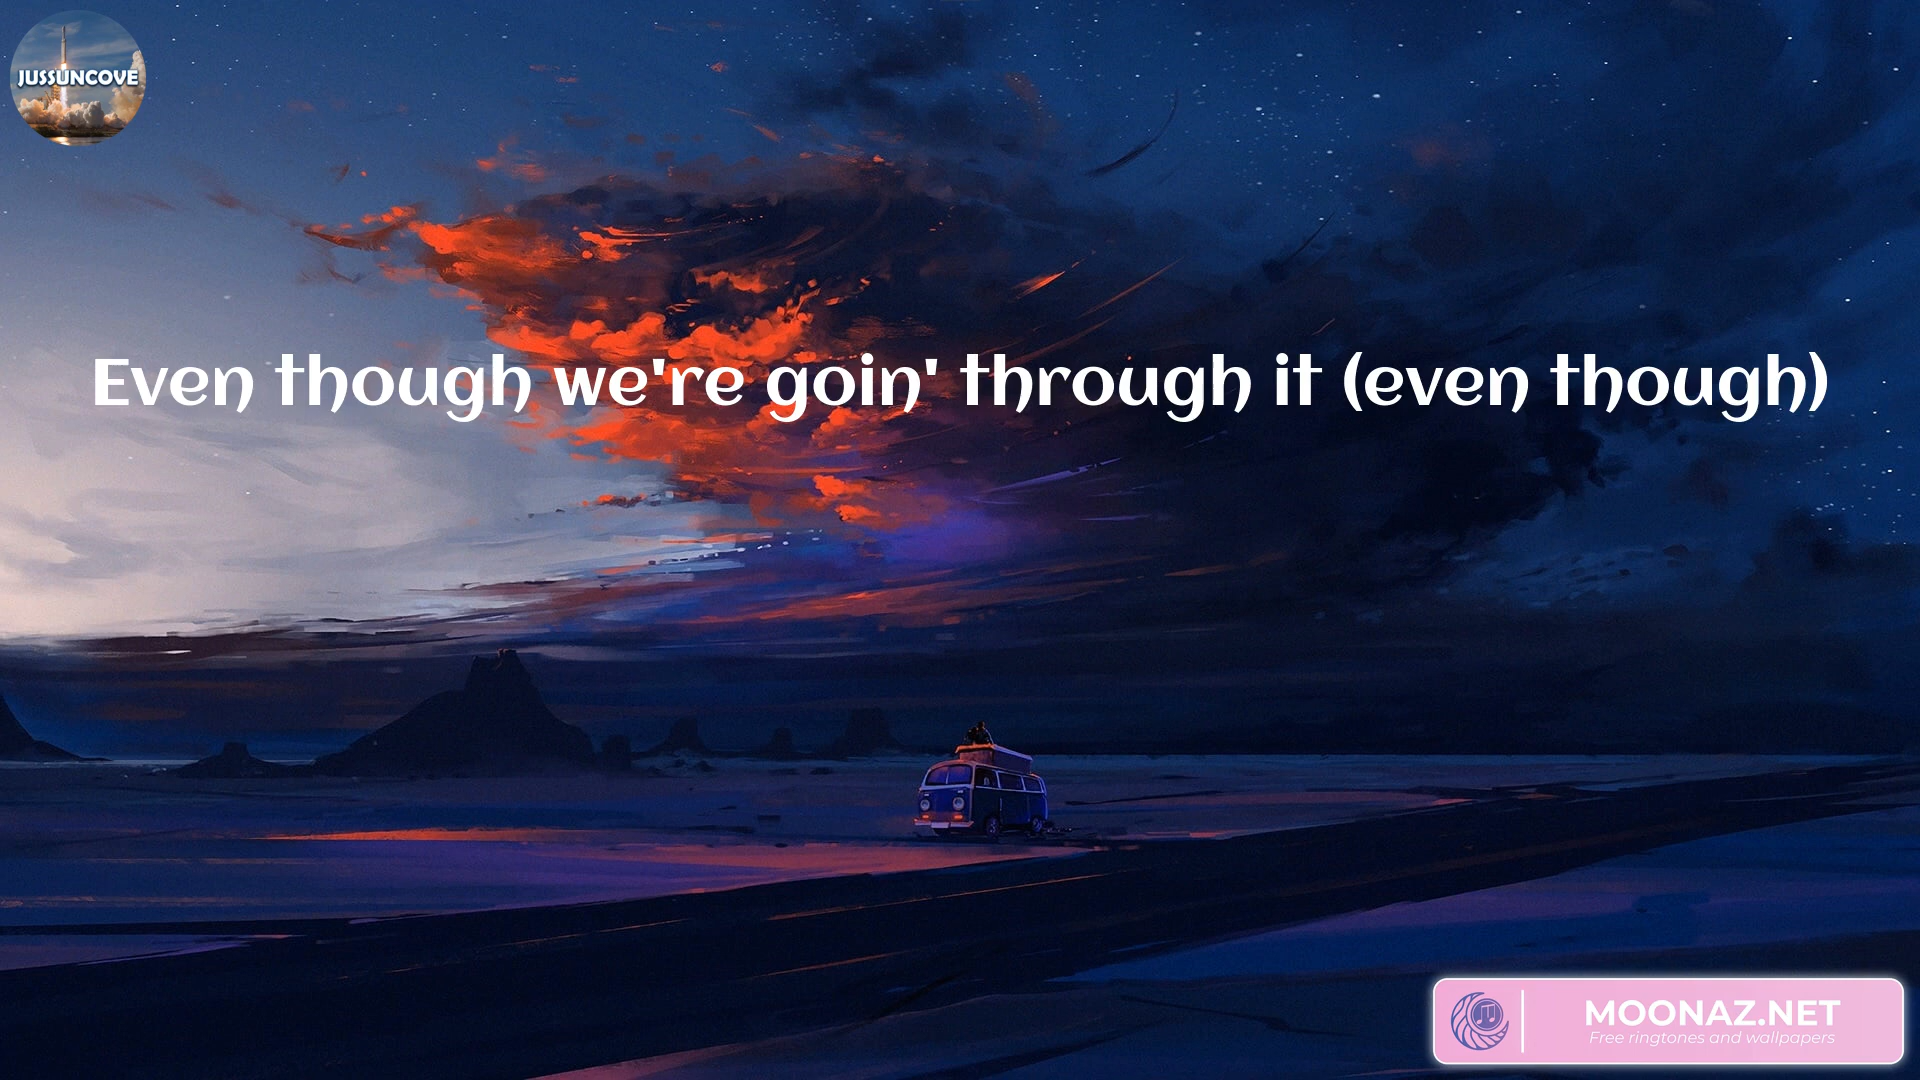 JUSSUNCOVE
Even though we're goin' through it (even though)
MOONAZ.NET
Free ringtones and wallpapers